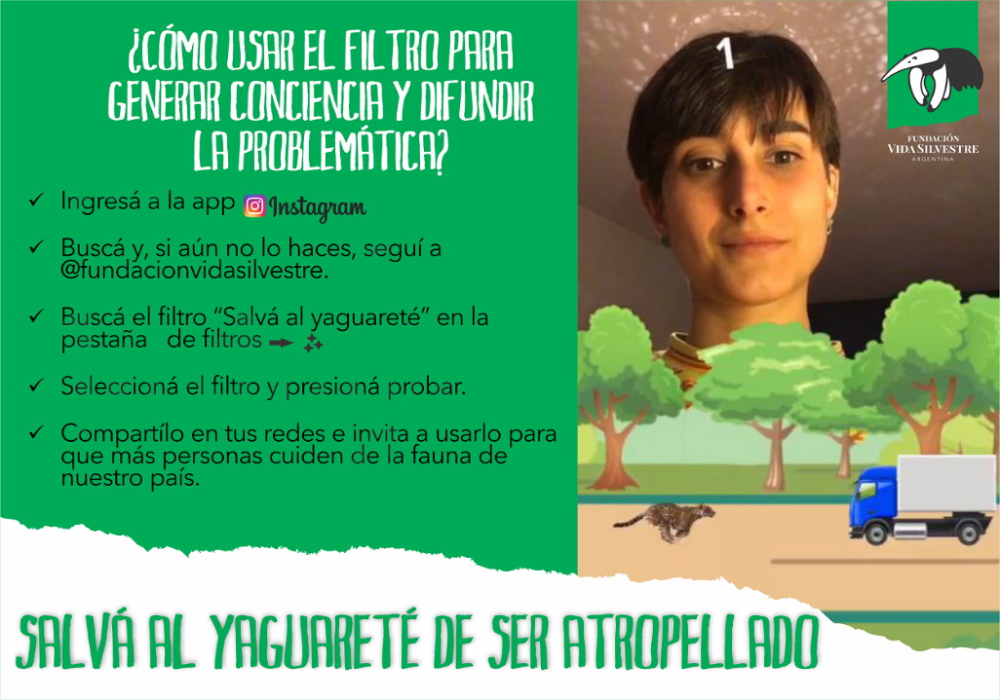 ¿CÓMO USAR EL FILTRO PARA
GENERAR CONCIENCIA Y DIFUNDIR
LA PROBLEMÁTICA?
✓ Ingresá a la app Instagram
✓ Buscá y, si aún no lo haces, seguí a
@fundacionvidasilvestre.
✓ Buscá el filtro “Salvá al yaguareté” en la
pestaña de filtros
✓ Seleccioná el filtro y presioná probar.
✓ Compartílo en tus redes e invita a usarlo para
que más personas cuiden de la fauna de
nuestro país.
1
FUNDACIÓN
VIDA SILVESTRE
ARGENTINA
SALVÁ AL YAGUARETÉ DE SER ATROPELLADO